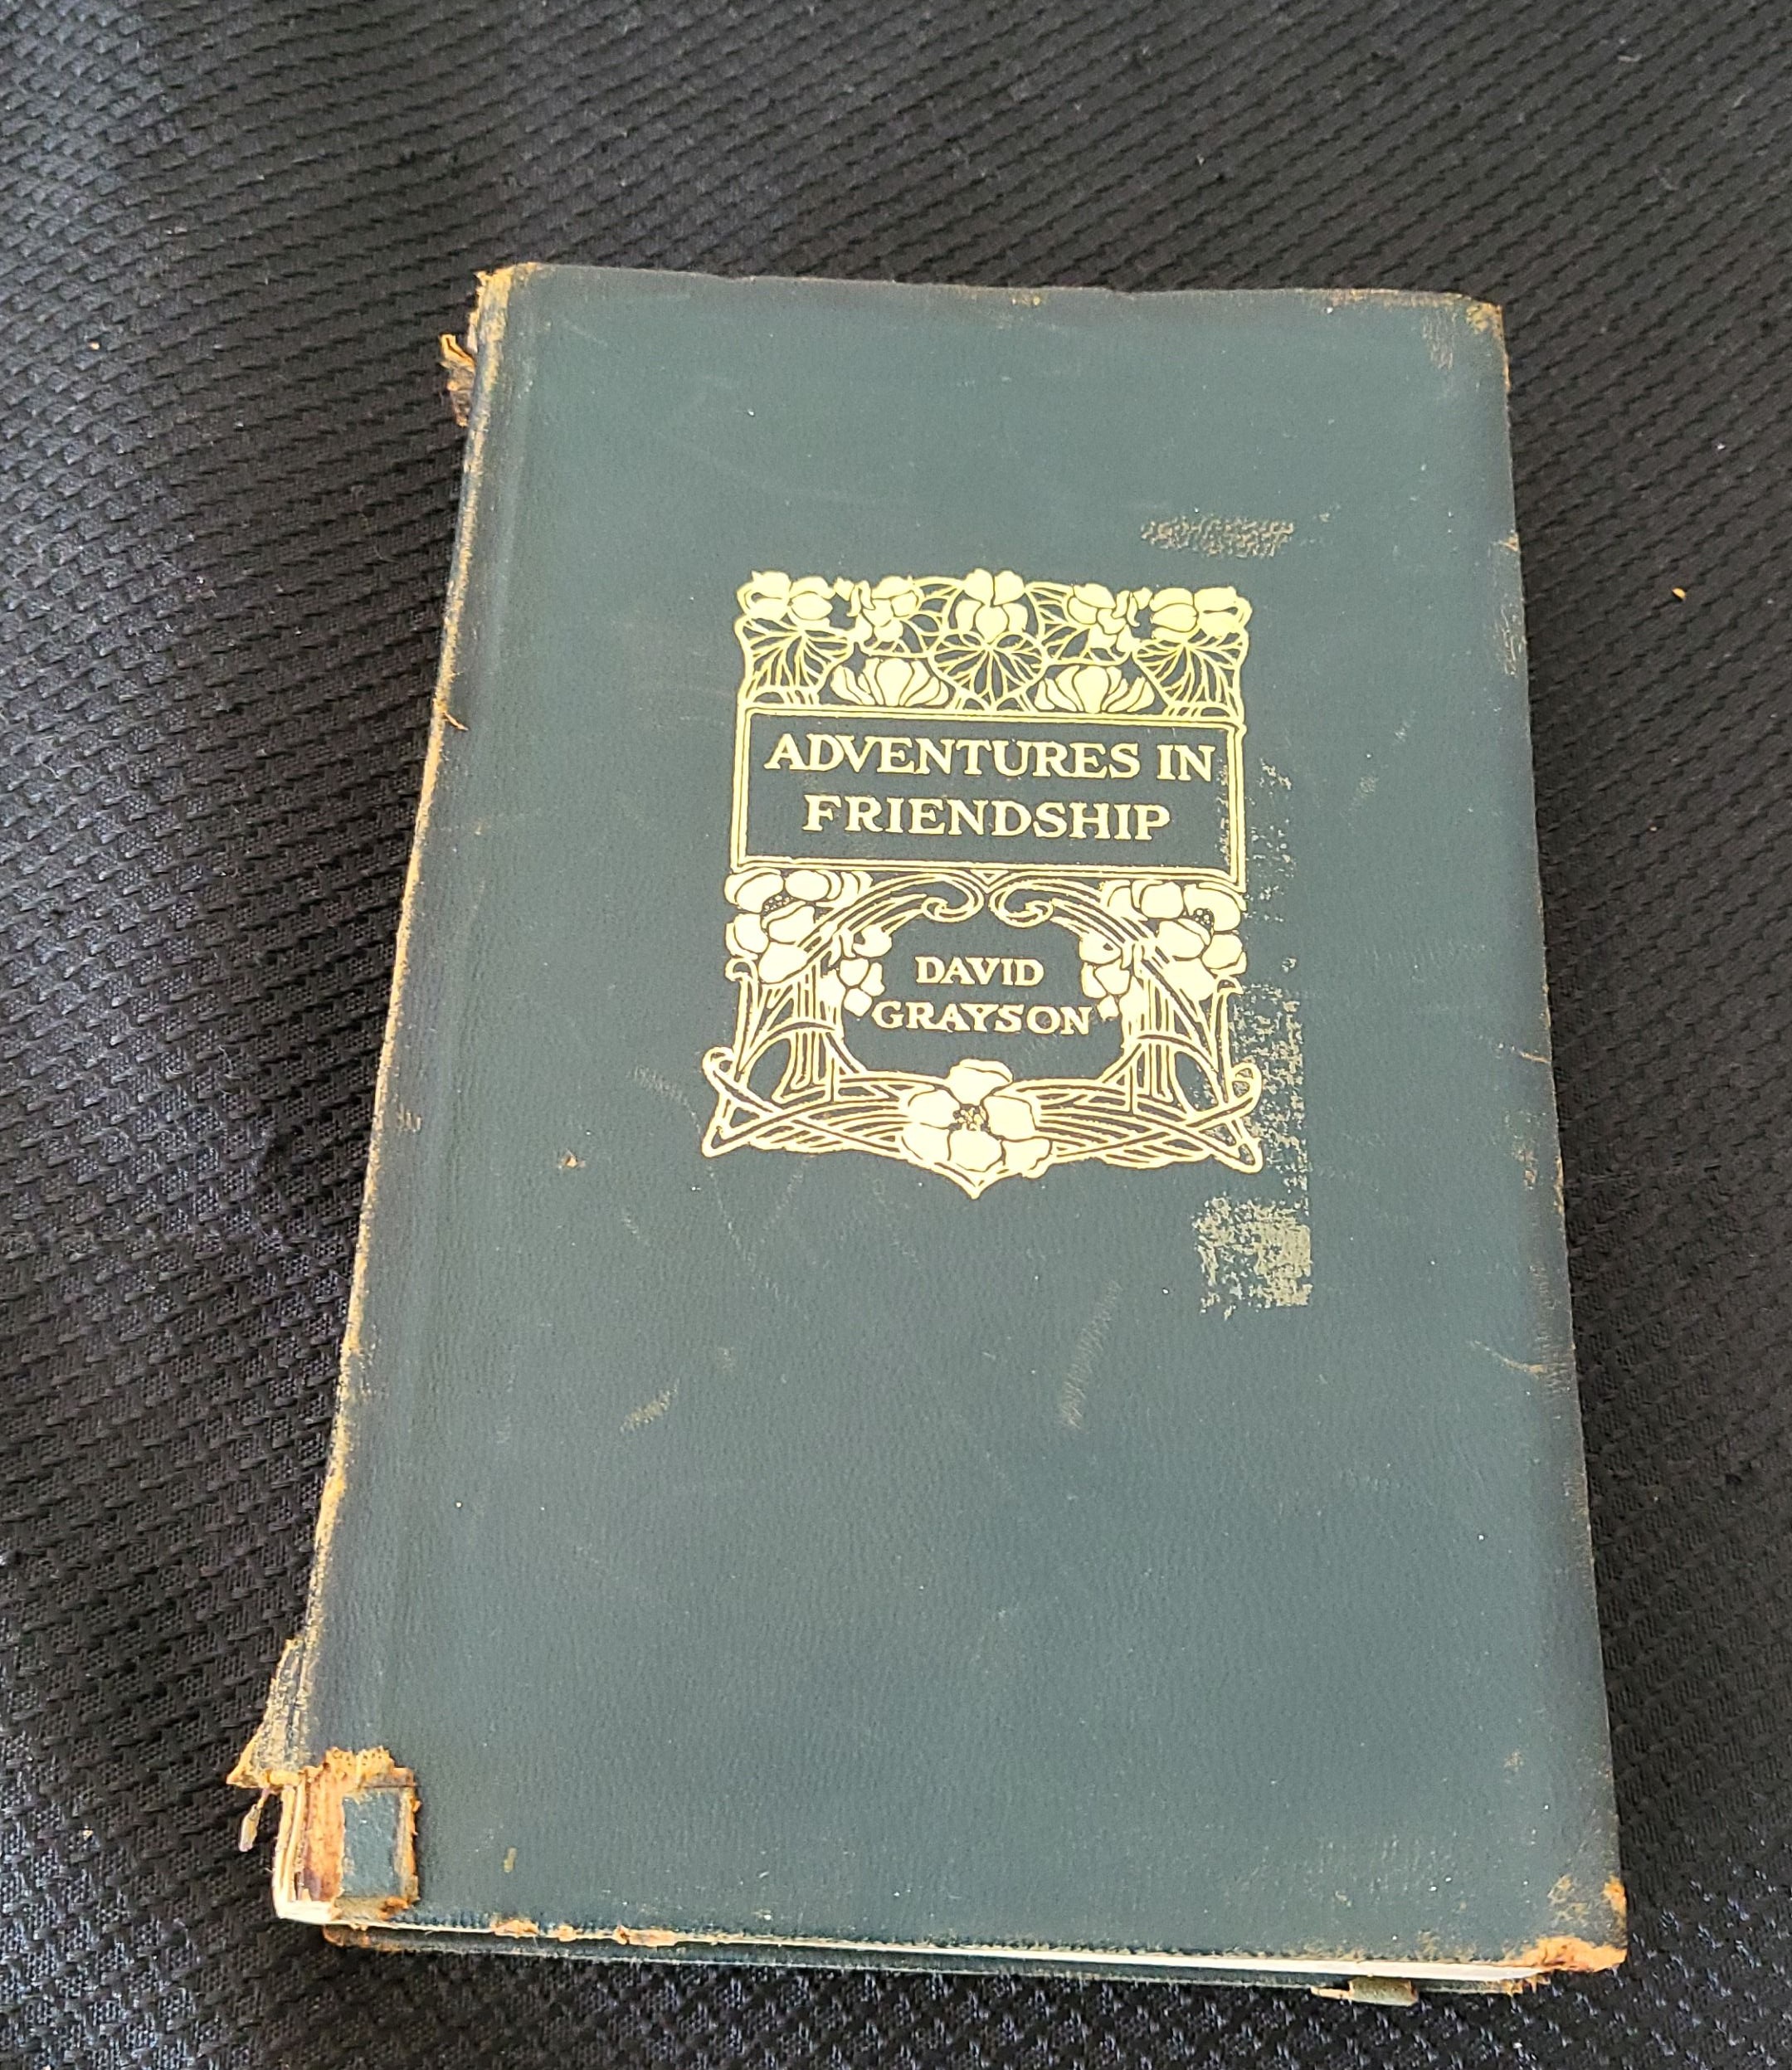 ADVENTURES IN
FRIENDSHIP
DAVID
GRAYSON